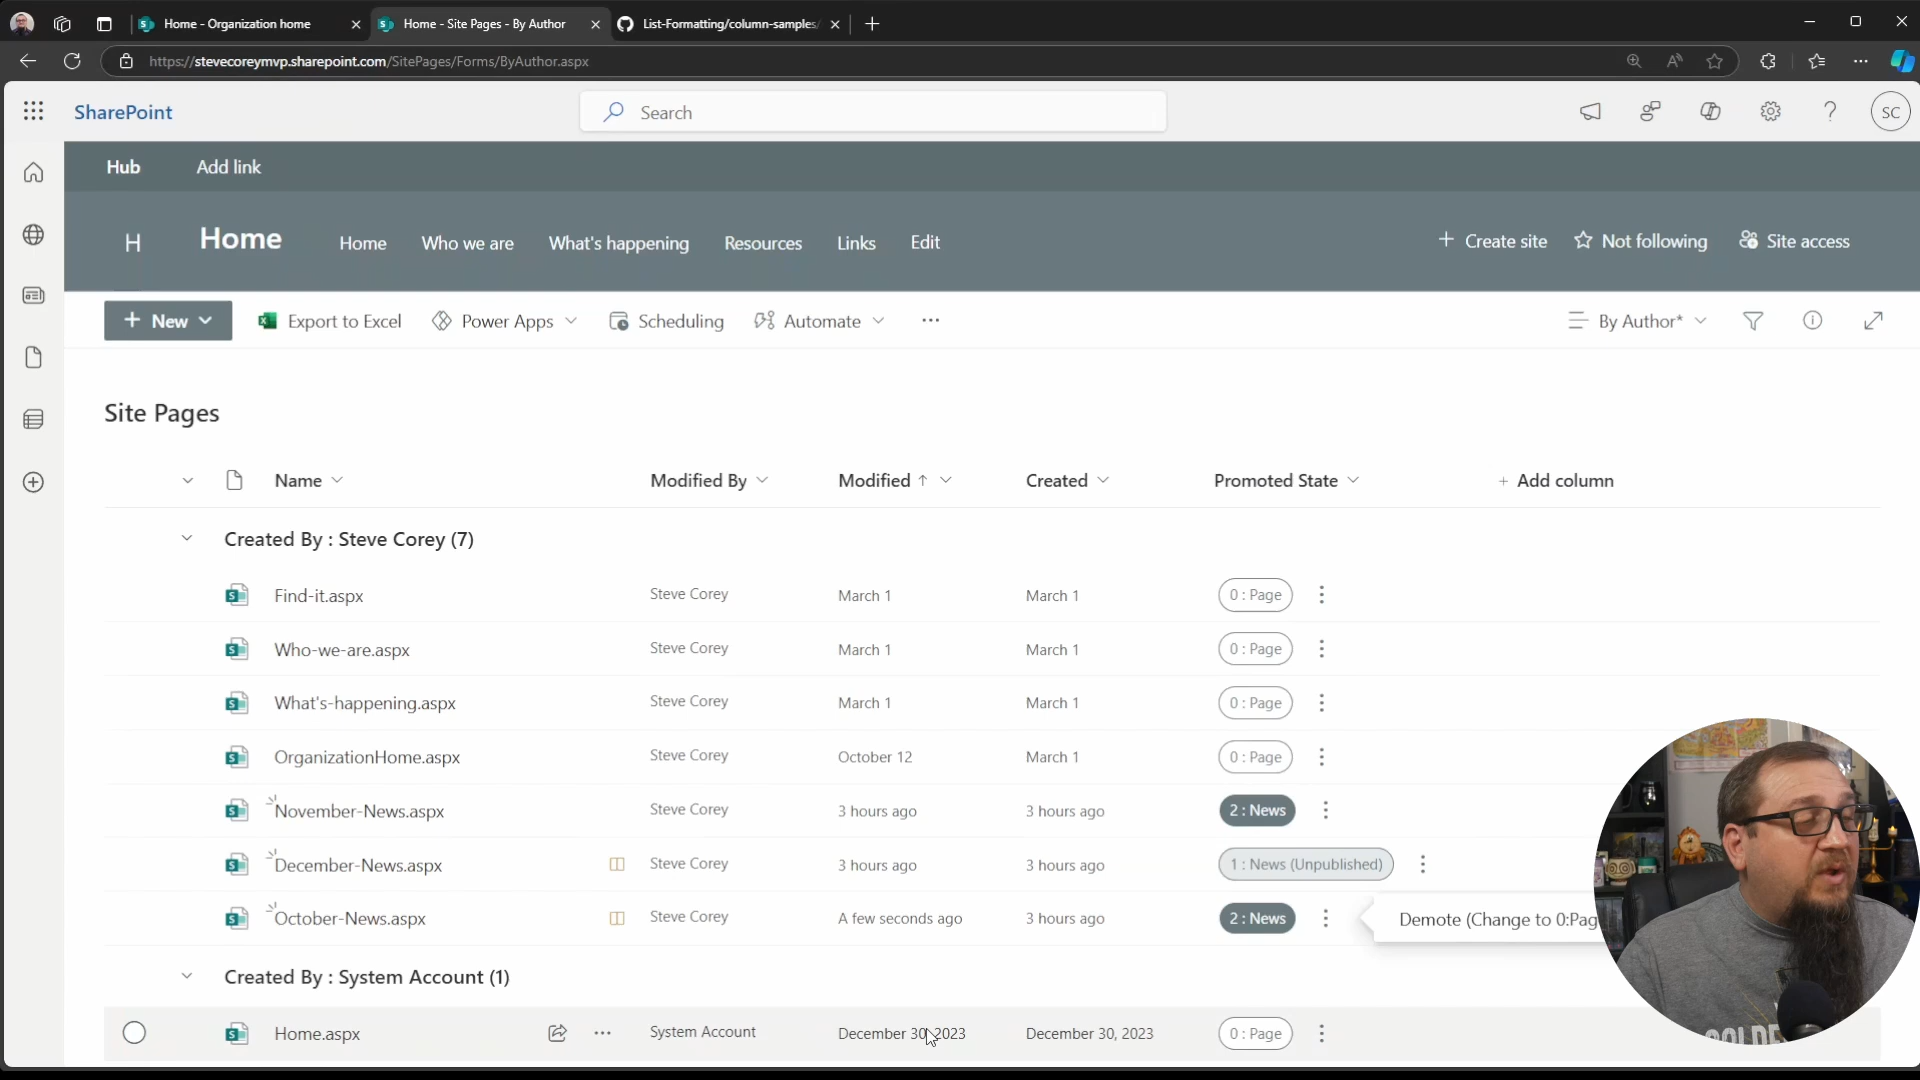 Home - Organization home
Home - Site Pages - By Author
List-Formatting/column-samples/
https://stevecoreymvp.sharepoint.com/SitePages/Forms/ByAuthor.aspx
SharePoint
Search
SC
Hub
Add link
H
Home
Home
Who we are
What's happening
Resources
Links
Edit
+ Create site
Not following
Site access
+ New
Export to Excel
Power Apps
Scheduling
Automate
...
By Author*
Site Pages
Name
Modified By
Modified ↑
Created
Promoted State
+ Add column
Created By : Steve Corey (7)
Find-it.aspx Steve Corey March 1 March 1 0 : Page
Who-we-are.aspx Steve Corey March 1 March 1 0 : Page
What's-happening.aspx Steve Corey March 1 March 1 0 : Page
OrganizationHome.aspx Steve Corey October 12 March 1 0 : Page
November-News.aspx Steve Corey 3 hours ago 3 hours ago 2 : News
December-News.aspx Steve Corey 3 hours ago 3 hours ago 1 : News (Unpublished)
October-News.aspx Steve Corey A few seconds ago 3 hours ago 2 : News
Demote (Change to 0:Pag
Created By : System Account (1)
Home.aspx System Account December 30, 2023 December 30, 2023 0 : Page